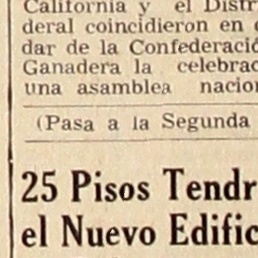 California y el Distr
deral coincidieron en
dar de la Confederació
Ganadera la celebrac
una asamblea nacion
(Pasa a la Segunda
25 Pisos Tendr
el Nuevo Edific